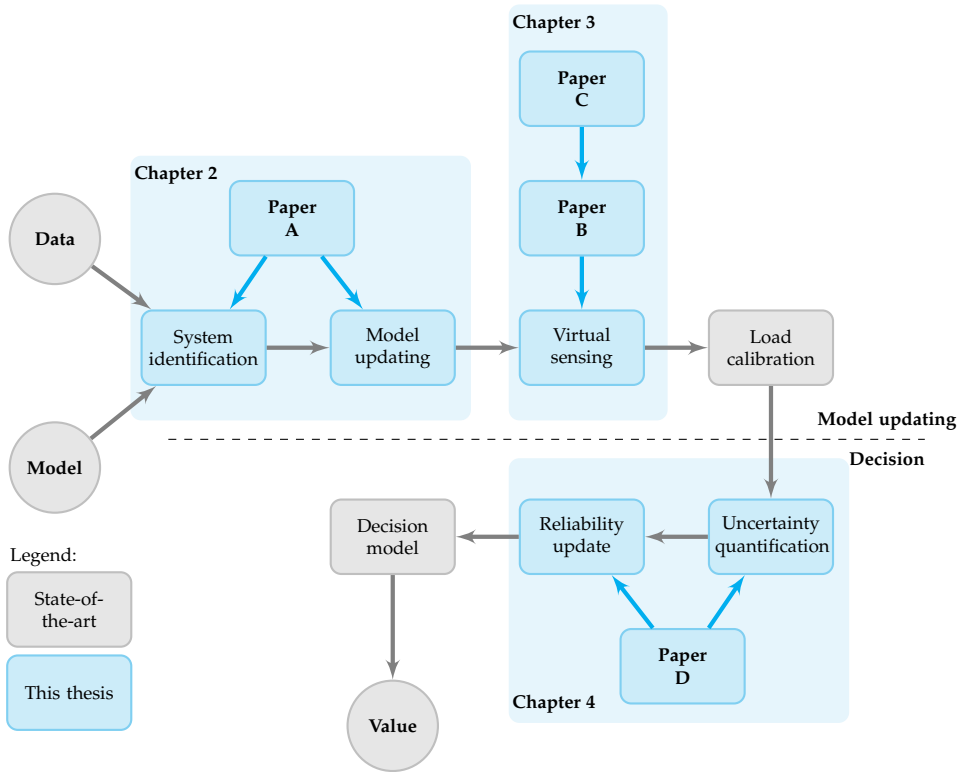 Chapter 3
Paper
C
Chapter 2
Paper
A
Paper
B
Data
System
identification
Model
updating
Virtual
sensing
Load
calibration
Model updating
Decision
Model
Decision
model
Reliability
update
Uncertainty
quantification
Legend:
State-of-
the-art
This thesis
Paper
D
Chapter 4
Value